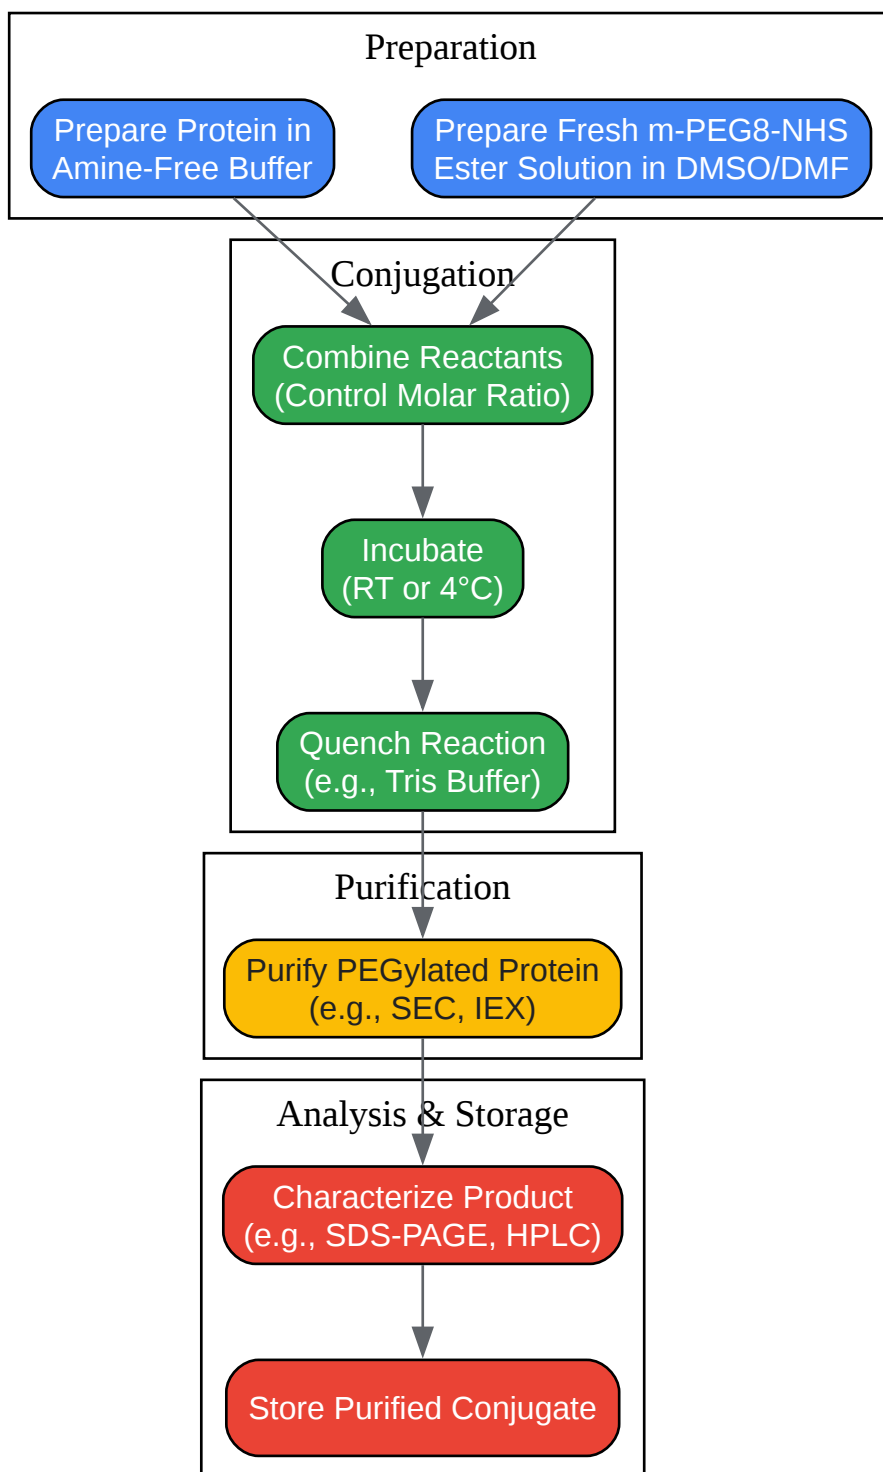 Preparation
Prepare Protein in
Amine-Free Buffer
Prepare Fresh m-PEG8-NHS
Ester Solution in DMSO/DMF
Conjugation
Combine Reactants
(Control Molar Ratio)
Incubate
(RT or 4°C)
Quench Reaction
(e.g., Tris Buffer)
Purification
Purify PEGylated Protein
(e.g., SEC, IEX)
Analysis & Storage
Characterize Product
(e.g., SDS-PAGE, HPLC)
Store Purified Conjugate